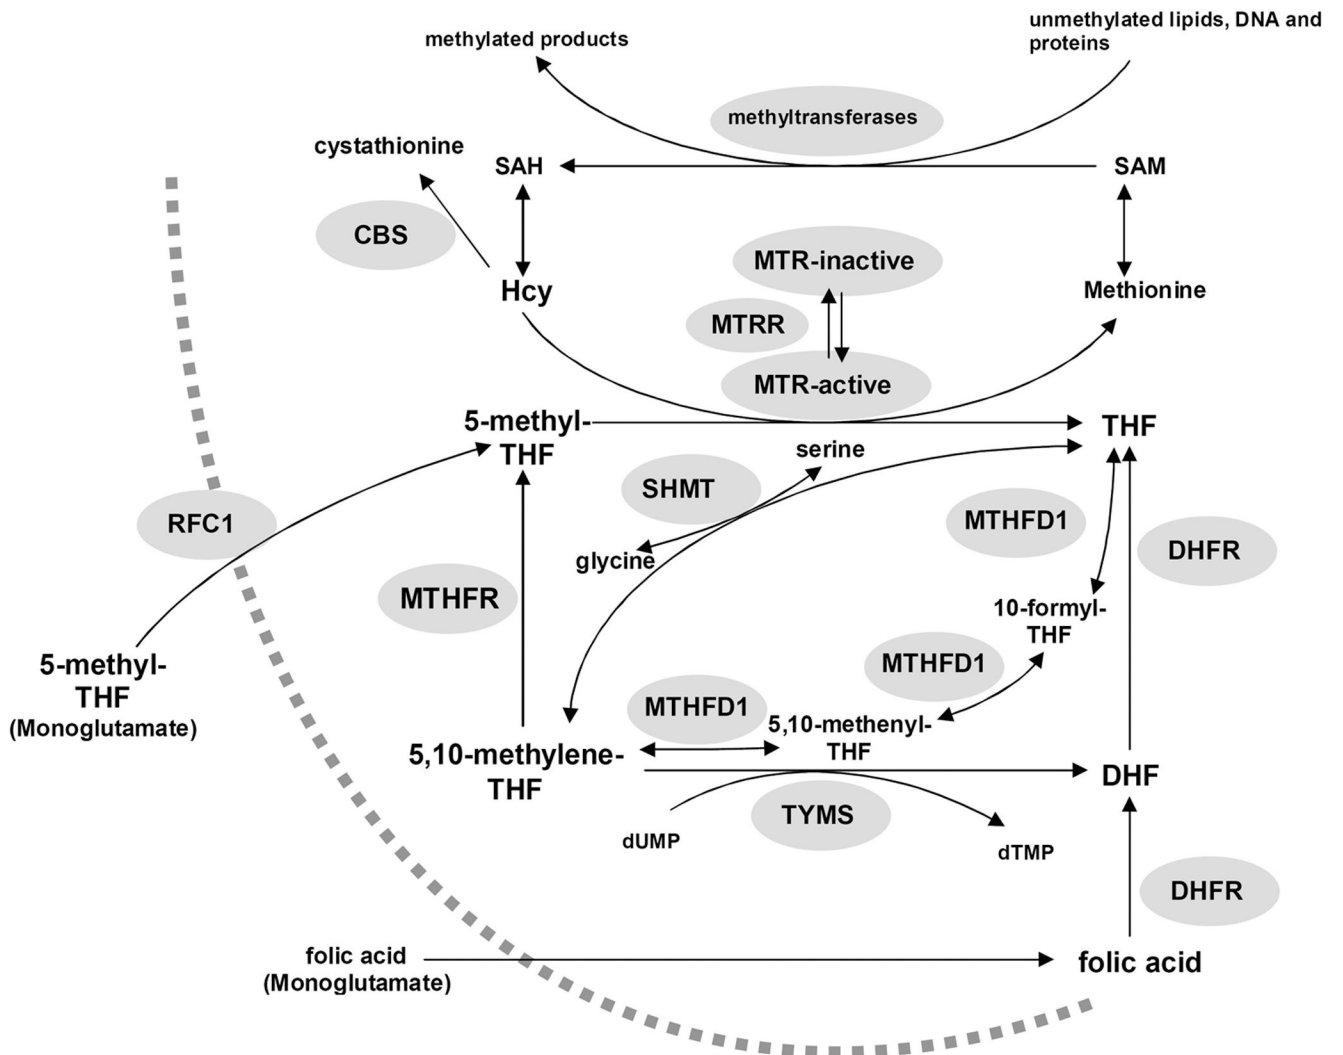 unmethylated lipids, DNA and
proteins
methylated products
methyltransferases
cystathionine
SAH
SAM
CBS
MTR-inactive
Hcy
Methionine
MTRR
MTR-active
5-methyl-
THF
THF
serine
SHMT
RFC1
MTHFD1
DHFR
glycine
MTHFR
10-formyl-
THF
5-methyl-
THF
(Monoglutamate)
MTHFD1
MTHFD1
5,10-methenyl-
THF
5,10-methylene-
THF
DHF
TYMS
dUMP
dTMP
DHFR
folic acid
(Monoglutamate)
folic acid